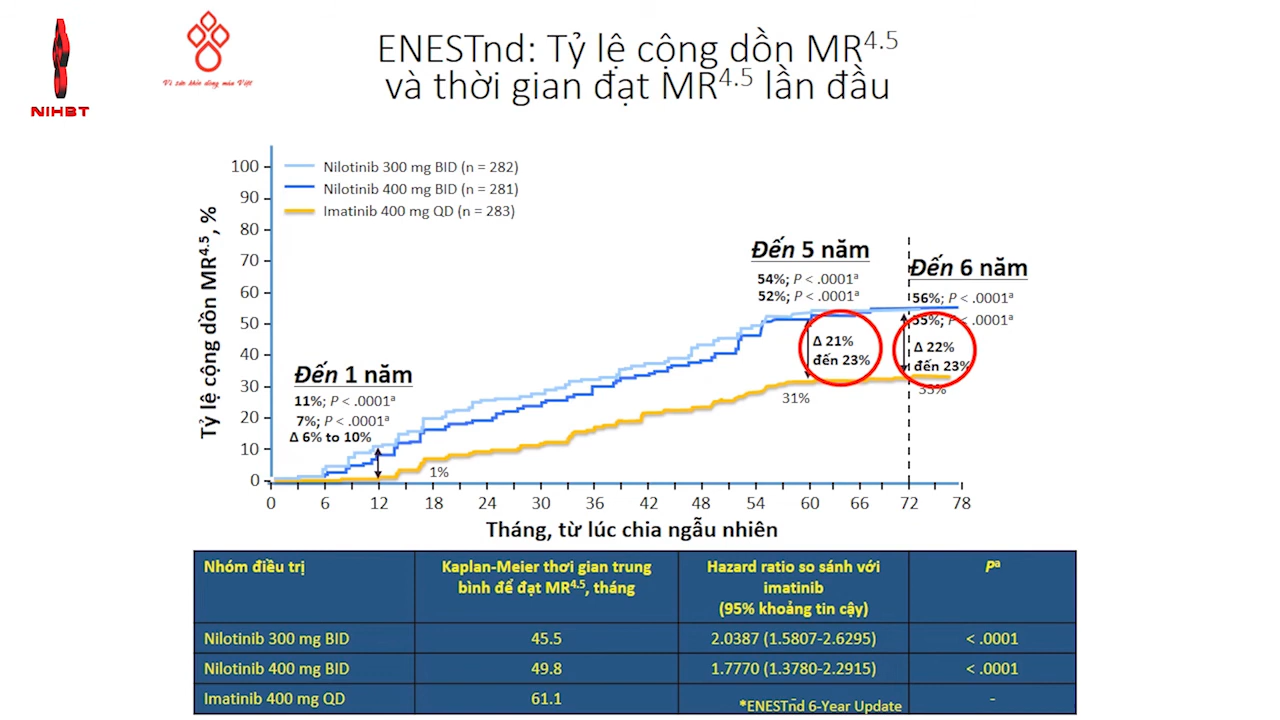 NIHBT
Vì sức khỏe dòng máu Việt
ENESTnd: Tỷ lệ cộng dồn MR4.5
và thời gian đạt MR4.5 lần đầu
Tỷ lệ cộng dồn MR4.5, %
100
90
80
70
60
50
40
30
20
10
0
Nilotinib 300 mg BID (n = 282)
Nilotinib 400 mg BID (n = 281)
Imatinib 400 mg QD (n = 283)
Đến 1 năm
11%; P < .0001a
7%; P < .0001a
Δ 6% to 10%
1%
Đến 5 năm
54%; P < .0001a
52%; P < .0001a
Δ 21%
đến 23%
31%
Đến 6 năm
56%; P < .0001a
55%; P < .0001a
Δ 22%
đến 23%
33%
0 6 12 18 24 30 36 42 48 54 60 66 72 78
Tháng, từ lúc chia ngẫu nhiên
Nhóm điều trị
Kaplan-Meier thơi gian trung
bình để đạt MR4.5, tháng
Hazard ratio so sánh với
imatinib
(95% khoảng tin cậy)
Pa
Nilotinib 300 mg BID 45.5 2.0387 (1.5807-2.6295) < .0001
Nilotinib 400 mg BID 49.8 1.7770 (1.3780-2.2915) < .0001
Imatinib 400 mg QD 61.1 - -
*ENESTnd 6-Year Update